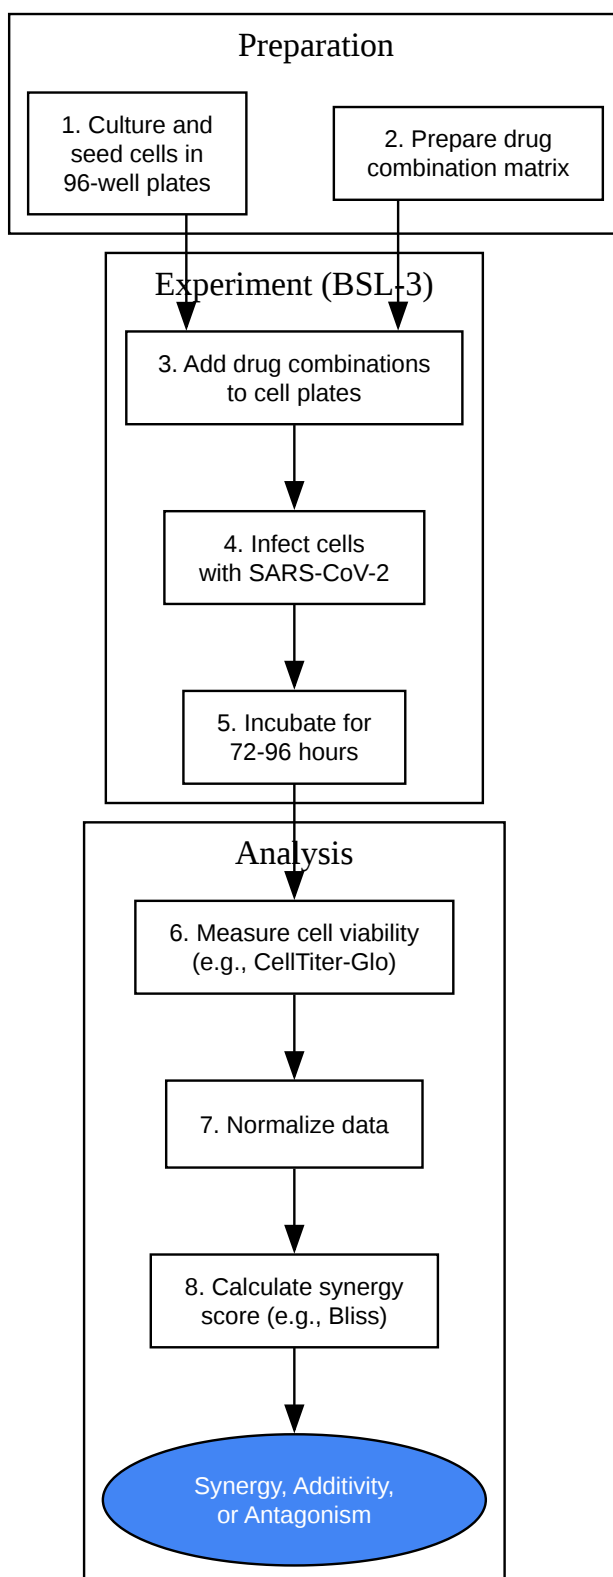 Preparation
1. Culture and
seed cells in
96-well plates
2. Prepare drug
combination matrix
Experiment (BSL-3)
3. Add drug combinations
to cell plates
4. Infect cells
with SARS-CoV-2
5. Incubate for
72-96 hours
Analysis
6. Measure cell viability
(e.g., CellTiter-Glo)
7. Normalize data
8. Calculate synergy
score (e.g., Bliss)
Synergy, Additivity,
or Antagonism